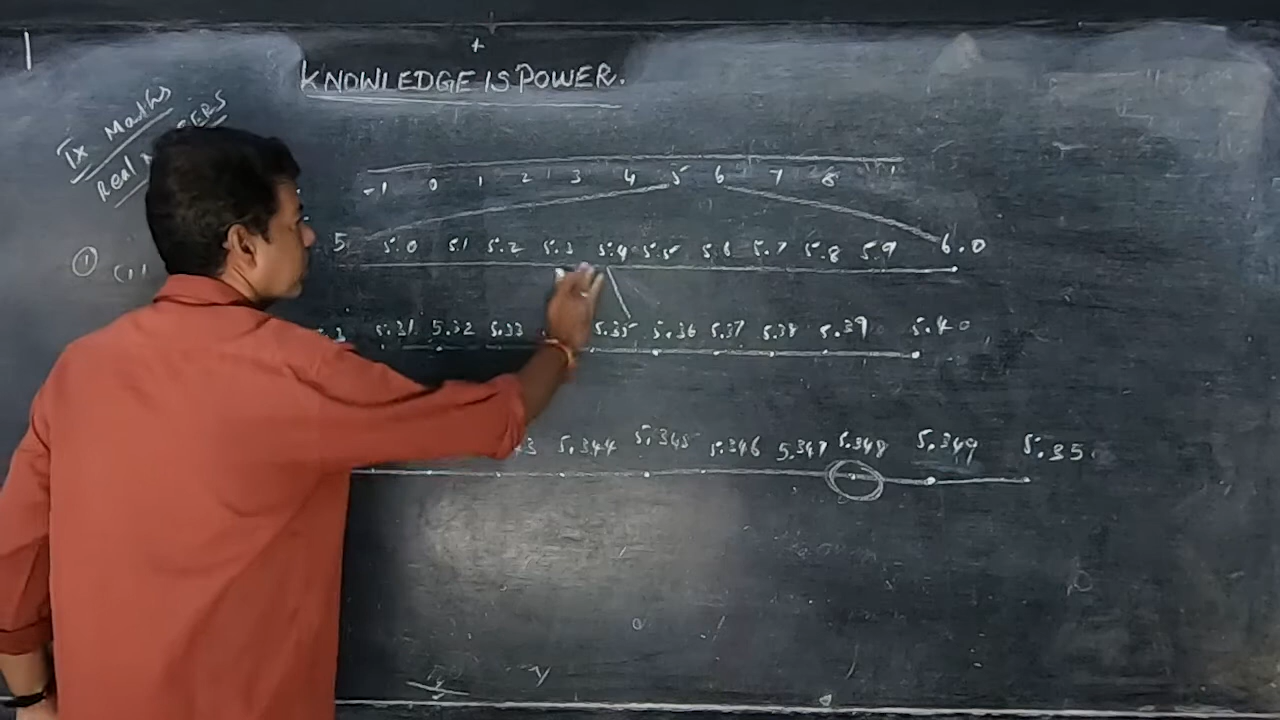 KNOWLEDGE IS POWER.
IX Maths
Real
-1 0 1 2 3 4 5 6 7 8
5 5.0 5.1 5.2 5.3 5.4 5.5 5.6 5.7 5.8 5.9 6.0
①
5.31 5.32 5.33 5.35 5.36 5.37 5.38 5.39 5.40
5.344 5.345 5.346 5.347 5.348 5.349 5.35